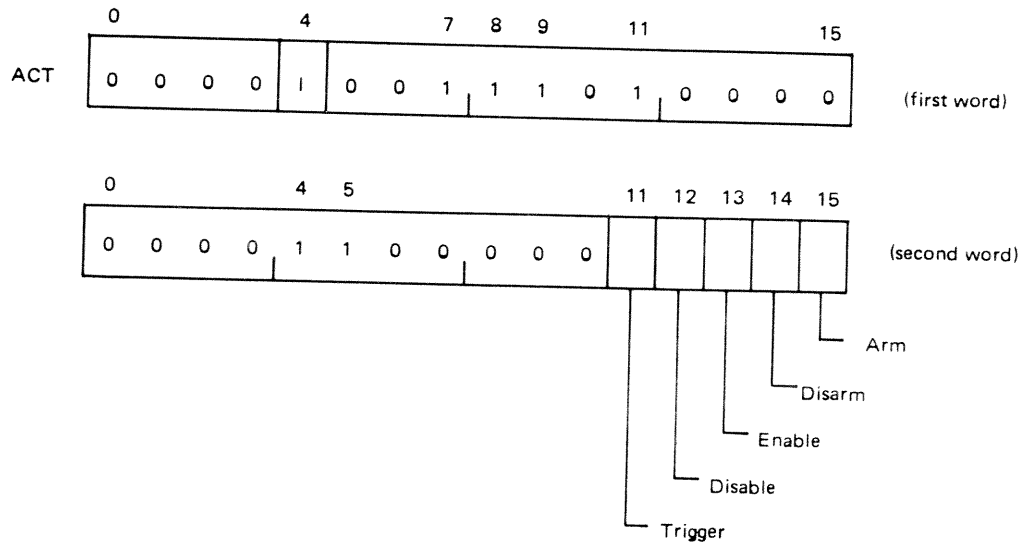 0 4 7 8 9 11 15
ACT 0 0 0 0 I 0 0 1 1 1 0 1 0 0 0 0 (first word)
0 4 5 11 12 13 14 15
0 0 0 0 1 1 0 0 0 0 0 (second word)
Arm
Disarm
Enable
Disable
Trigger